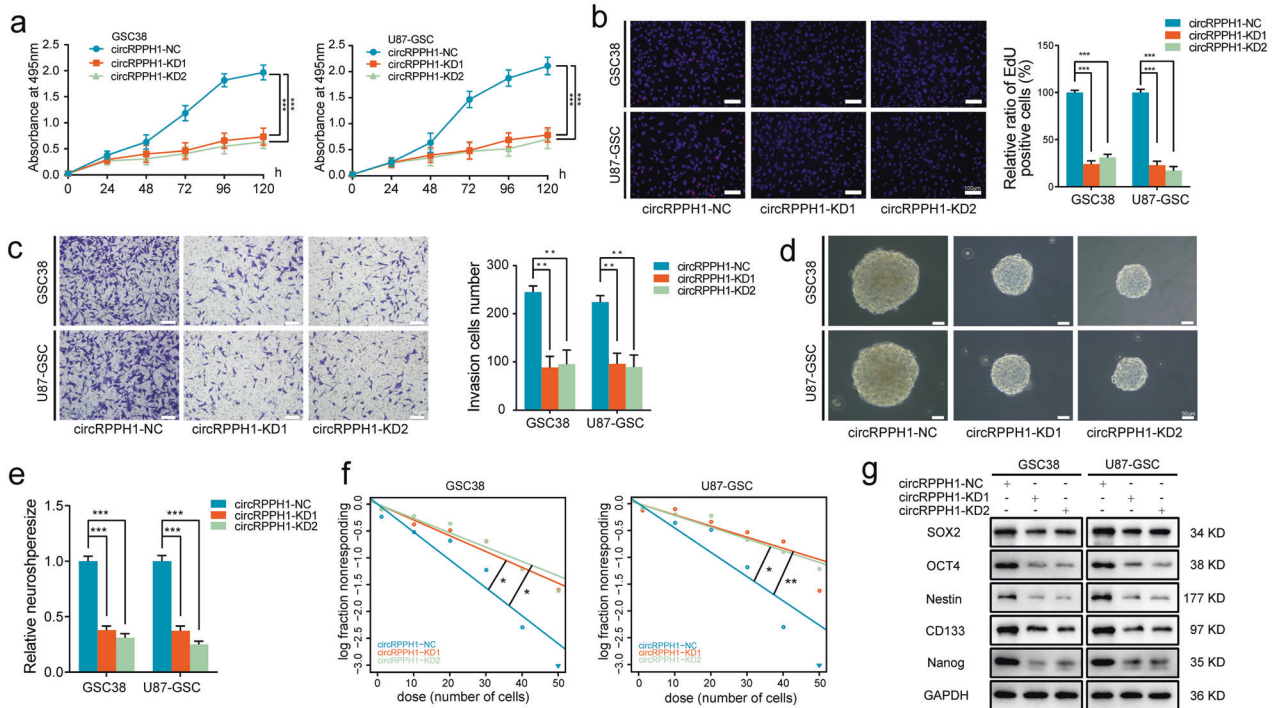 a
GSC38
circRPPH1-NC
circRPPH1-KD1
circRPPH1-KD2
Absorbance at 495nm
2.5
2.0
1.5
1.0
0.5
0.0
0 24 48 72 96 120 h
***
***
U87-GSC
circRPPH1-NC
circRPPH1-KD1
circRPPH1-KD2
Absorbance at 495nm
2.5
2.0
1.5
1.0
0.5
0.0
0 24 48 72 96 120 h
***
***
b
GSC38
U87-GSC
100μm
circRPPH1-NC circRPPH1-KD1 circRPPH1-KD2
circRPPH1-NC
circRPPH1-KD1
circRPPH1-KD2
Relative ratio of EdU
positive cells (%)
150
100
50
0
*** *** *** ***
GSC38 U87-GSC
c
GSC38
U87-GSC
circRPPH1-NC circRPPH1-KD1 circRPPH1-KD2
Invasion cells number
300
200
100
0
** ** ** **
GSC38 U87-GSC
circRPPH1-NC
circRPPH1-KD1
circRPPH1-KD2
d
GSC38
U87-GSC
50μm
circRPPH1-NC circRPPH1-KD1 circRPPH1-KD2
e
Relative neuroshperesize
1.5
1.0
0.5
0.0
*** *** *** ***
GSC38 U87-GSC
circRPPH1-NC
circRPPH1-KD1
circRPPH1-KD2
f
GSC38
log fraction nonresponding
0.0
-0.5
-1.0
-1.5
-2.0
-2.5
-3.0
*
*
circRPPH1-NC
circRPPH1-KD1
circRPPH1-KD2
0 10 20 30 40 50
dose (number of cells)
U87-GSC
log fraction nonresponding
0.0
-0.5
-1.0
-1.5
-2.0
-2.5
-3.0
*
**
circRPPH1-NC
circRPPH1-KD1
circRPPH1-KD2
0 10 20 30 40 50
dose (number of cells)
g
GSC38 U87-GSC
circRPPH1-NC + - - + - -
circRPPH1-KD1 - + - - + -
circRPPH1-KD2 - - + - - +
SOX2 34 KD
OCT4 38 KD
Nestin 177 KD
CD133 97 KD
Nanog 35 KD
GAPDH 36 KD